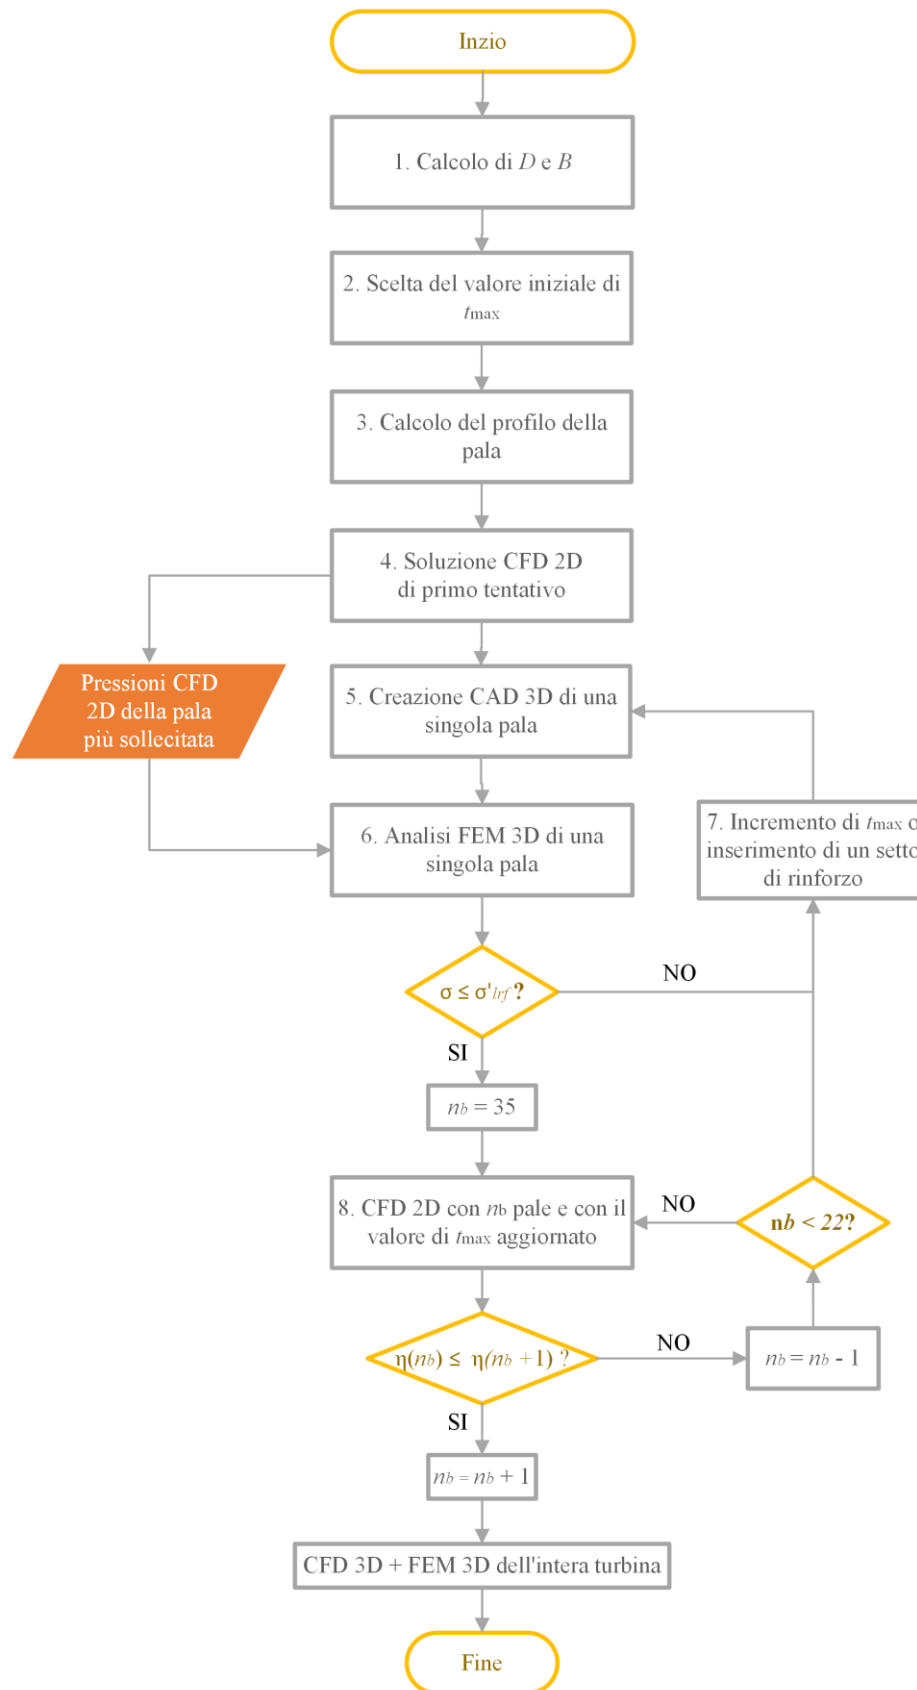 Inzio
1. Calcolo di D e B
2. Scelta del valore iniziale di
tmax
3. Calcolo del profilo della
pala
4. Soluzione CFD 2D
di primo tentativo
Pressioni CFD
2D della pala
più sollecitata
5. Creazione CAD 3D di una
singola pala
6. Analisi FEM 3D di una
singola pala
7. Incremento di tmax o
inserimento di un setto
di rinforzo
σ ≤ σ'lrf ?
NO
SI
nb = 35
8. CFD 2D con nb pale e con il
valore di tmax aggiornato
NO
nb < 22?
η(nb) ≤ η(nb +1) ?
NO
nb = nb - 1
SI
nb = nb + 1
CFD 3D + FEM 3D dell'intera turbina
Fine